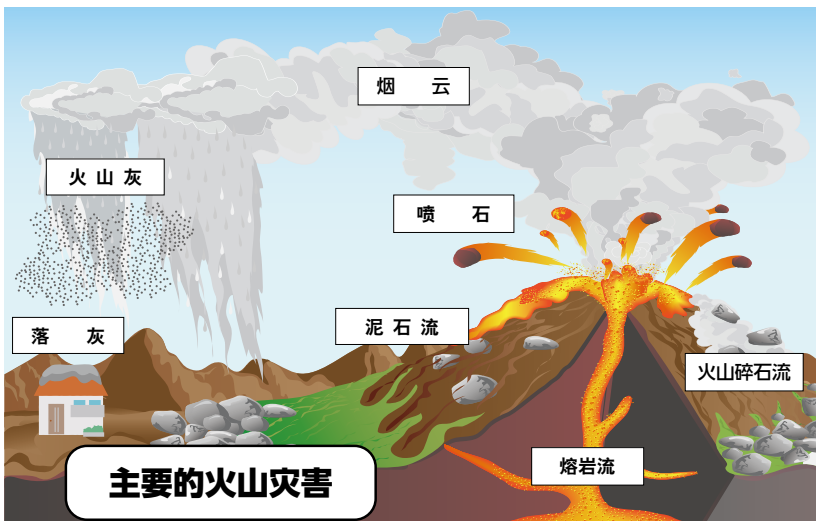 烟 云
火 山 灰
喷 石
落 灰
泥 石 流
火山碎石流
熔岩流
主要的火山灾害